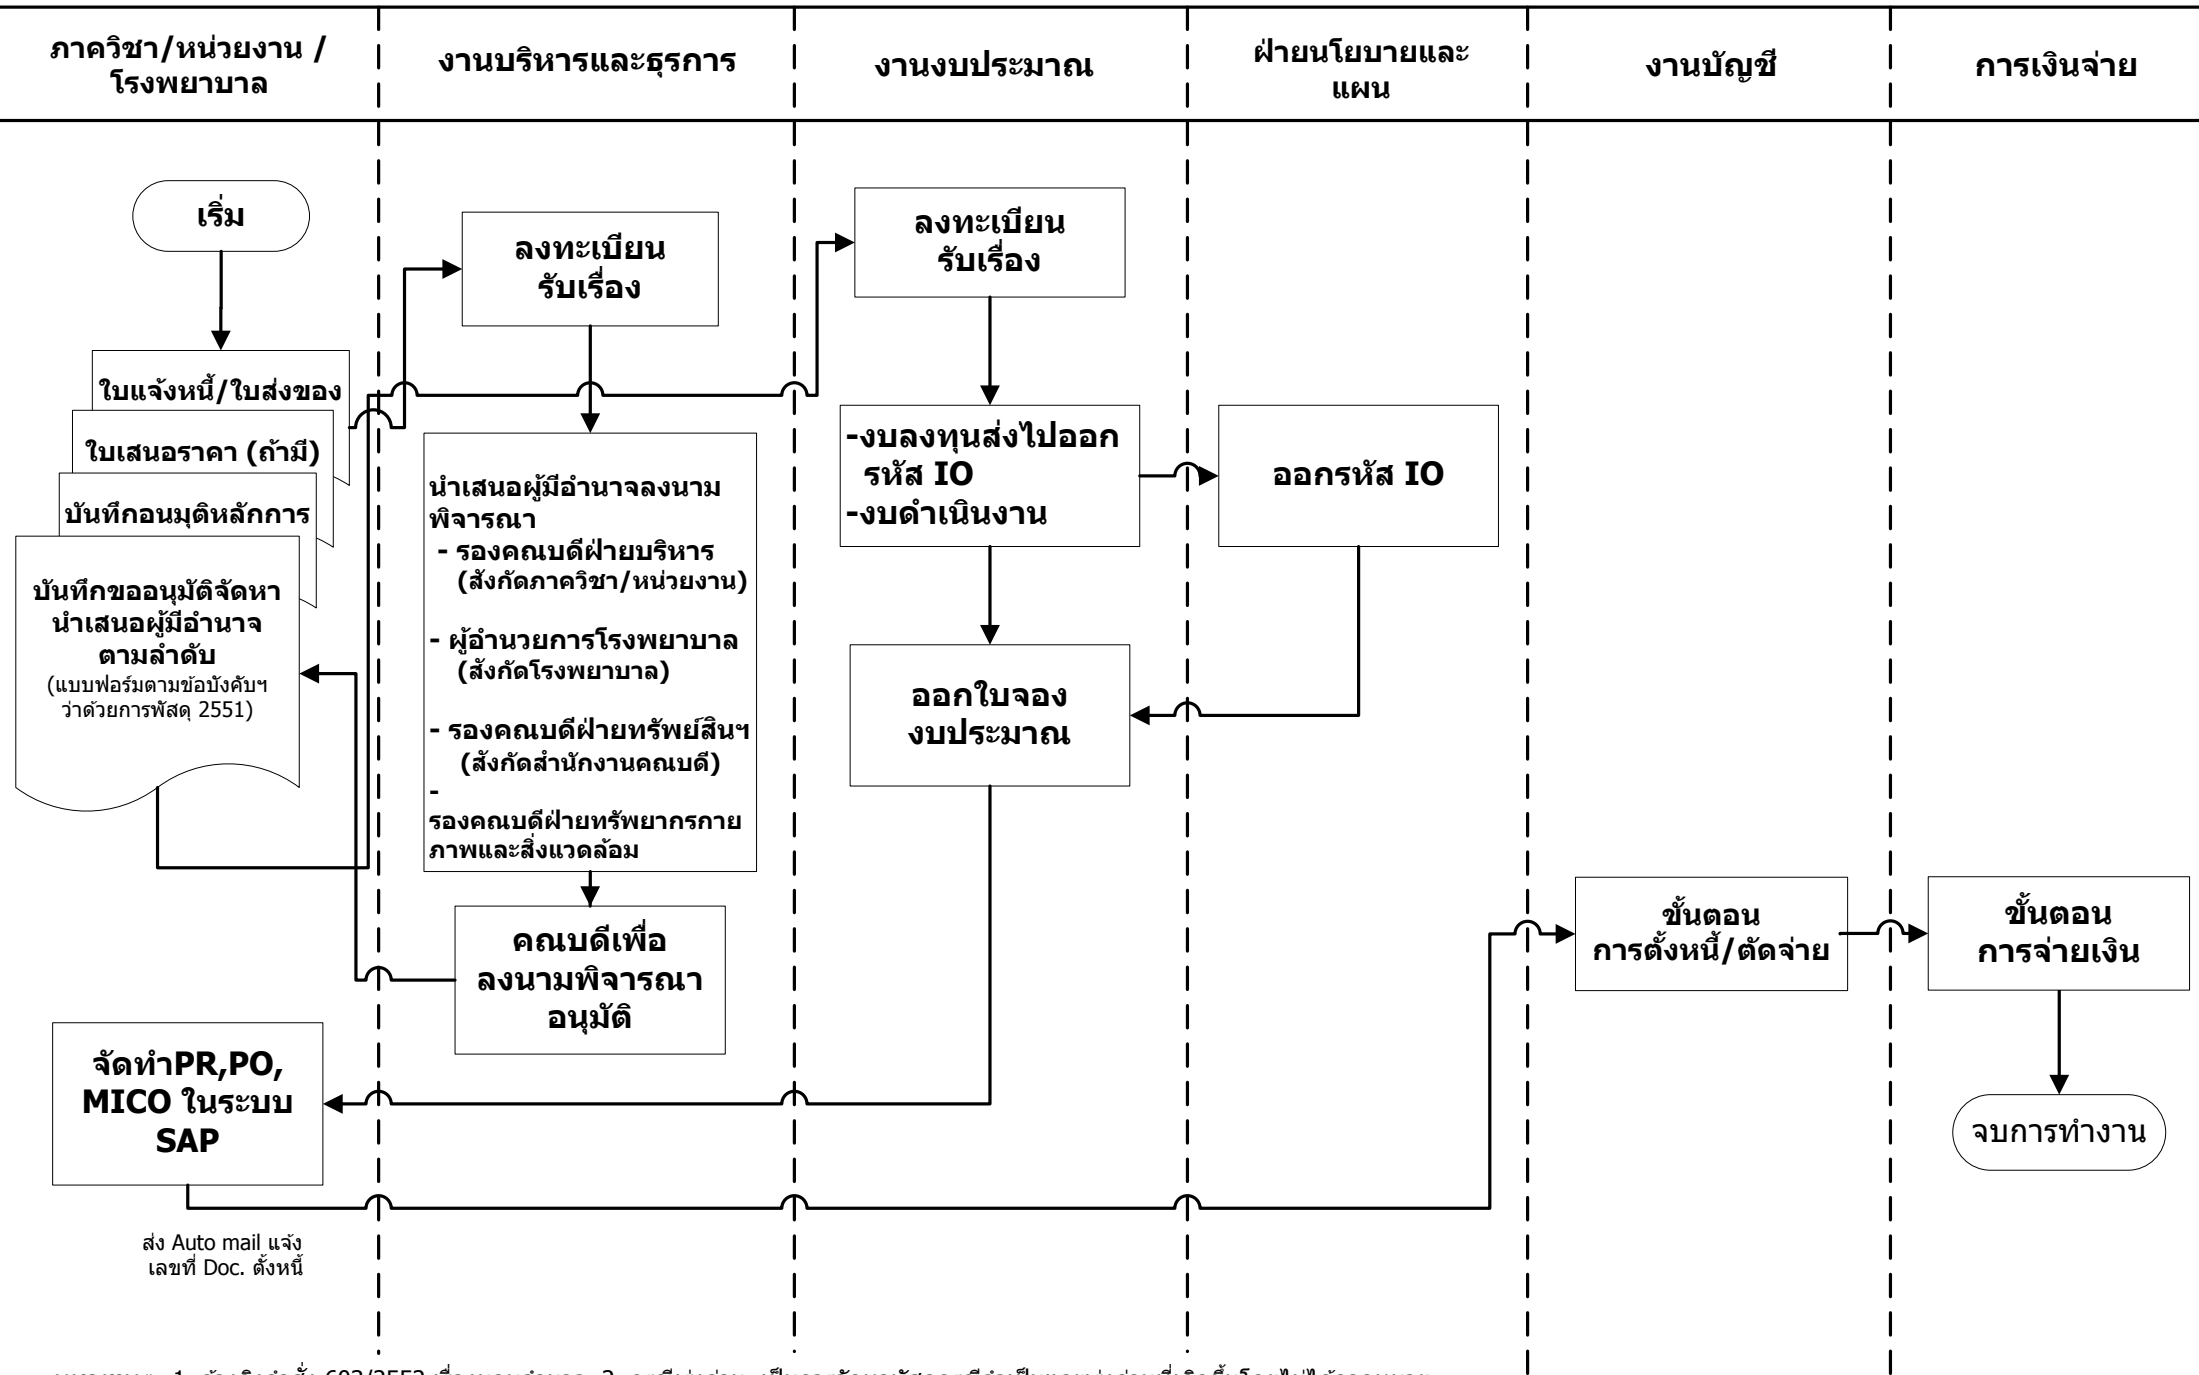 ภาควิชา/หน่วยงาน /
โรงพยาบาล
งานบริหารและธุรการ
งานงบประมาณ
ฝ่ายนโยบายและ
แผน
งานบัญชี
การเงินจ่าย
เริ่ม
ใบแจ้งหนี้/ใบส่งของ
ใบเสนอราคา (ถ้ามี)
บันทึกอนมุติหลักการ
บันทึกขออนุมัติจัดหา
นำเสนอผู้มีอำนาจ
ตามลำดับ
(แบบฟอร์มตามข้อบังคับฯ
ว่าด้วยการพัสดุ 2551)
จัดทำPR,PO,
MICO ในระบบ
SAP
ส่ง Auto mail แจ้ง
เลขที่ Doc. ตั้งหนี้
ลงทะเบียน
รับเรื่อง
นำเสนอผู้มีอำนาจลงนาม
พิจารณา
- รองคณบดีฝ่ายบริหาร
(สังกัดภาควิชา/หน่วยงาน)
- ผู้อำนวยการโรงพยาบาล
(สังกัดโรงพยาบาล)
- รองคณบดีฝ่ายทรัพย์สินฯ
(สังกัดสำนักงานคณบดี)
-
รองคณบดีฝ่ายทรัพยากรกาย
ภาพและสิ่งแวดล้อม
คณบดีเพื่อ
ลงนามพิจารณา
อนุมัติ
ลงทะเบียน
รับเรื่อง
-งบลงทุนส่งไปออก
รหัส IO
-งบดำเนินงาน
ออกใบจอง
งบประมาณ
ออกรหัส IO
ขั้นตอน
การตั้งหนี้/ตัดจ่าย
ขั้นตอน
การจ่ายเงิน
จบการทำงาน